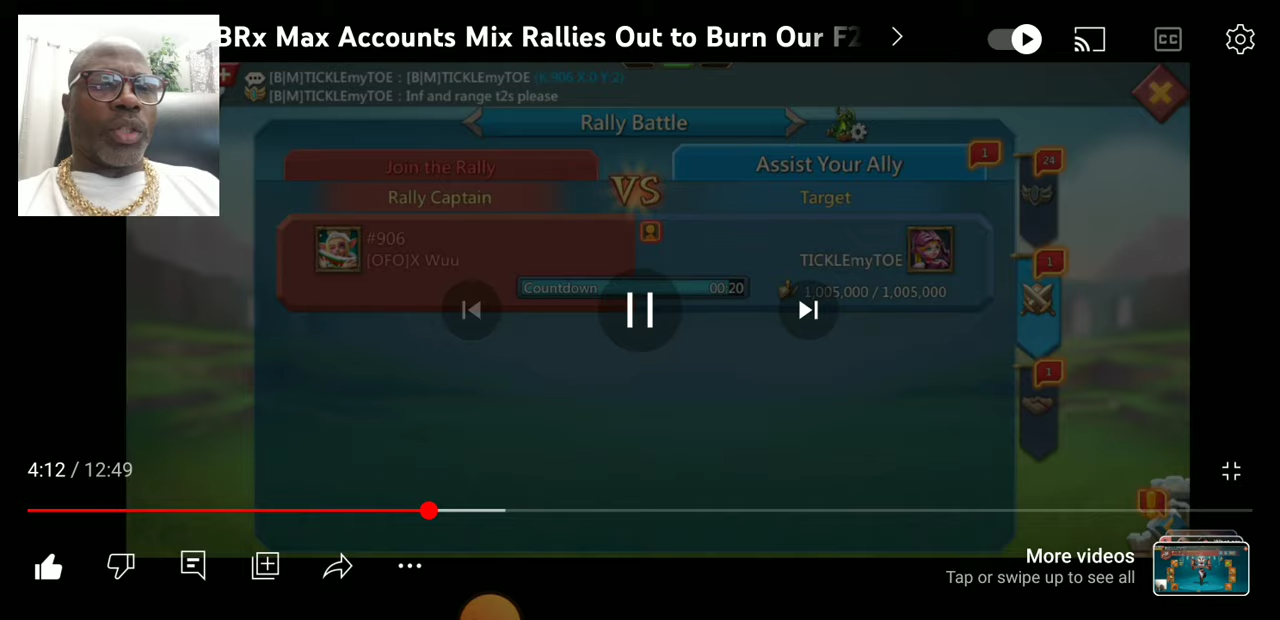 BRx Max Accounts Mix Rallies Out to Burn Our F2
[B|M]TICKLEmyTOE : [B|M]TICKLEmyTOE (K:906 X:0 Y:2)
[B|M]TICKLEmyTOE : Inf and range t2s please
Rally Battle
Join the Rally
VS
Assist Your Ally
1
24
Rally Captain
Target
#906
[OFO]X Wuu
TICKLEmyTOE
1
Countdown
00:20
1,005,000 / 1,005,000
1
4:12 / 12:49
More videos
Tap or swipe up to see all
CC